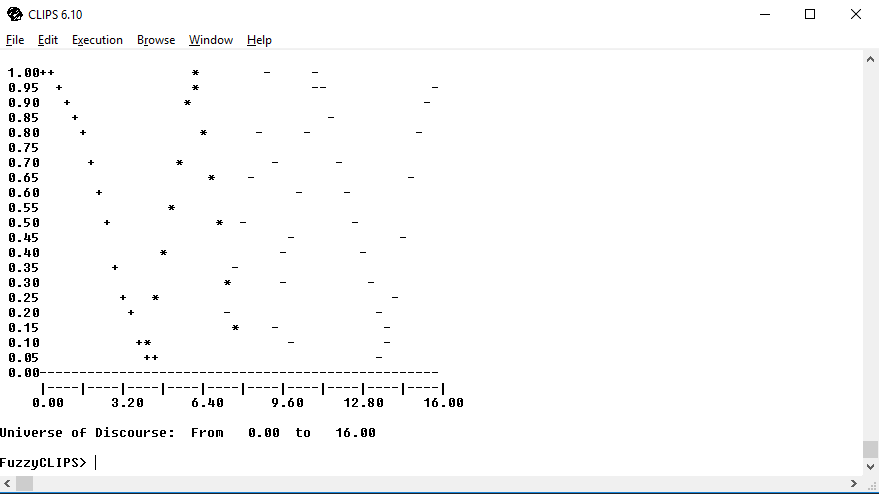 CLIPS 6.10
File Edit Execution Browse Window Help
1.00++                  *        -     -
0.95  +                *              --             -
0.90   +              *                             -
0.85    +                               -
0.80     +              *      -     -             -
0.75
0.70      +          *           -       -
0.65                     *    -                   -
0.60       +                        -     -
0.55                *
0.50        +             *  -             -
0.45                               -             -
0.40               *              -         -
0.35         +              -
0.30                       *      -          -
0.25          +   *                             -
0.20           +           -                  -
0.15                        *    -             -
0.10            +*                 -           -
0.05             ++                           -
0.00--------------------------------------------------
|----|----|----|----|----|----|----|----|----|----|
0.00 3.20 6.40 9.60 12.80 16.00
Universe of Discourse: From 0.00 to 16.00
FuzzyCLIPS>